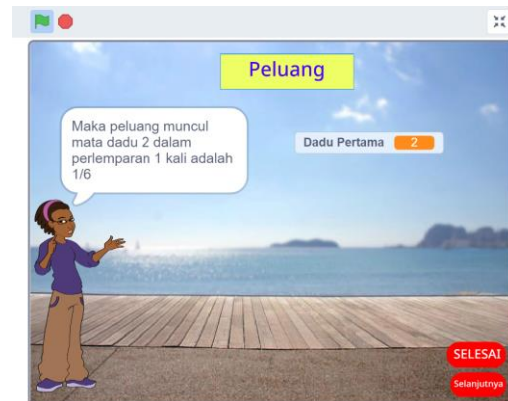 Peluang
Maka peluang muncul
mata dadu 2 dalam
perlemparan 1 kali adalah
1/6
Dadu Pertama 2
SELESAI
Selanjutnya